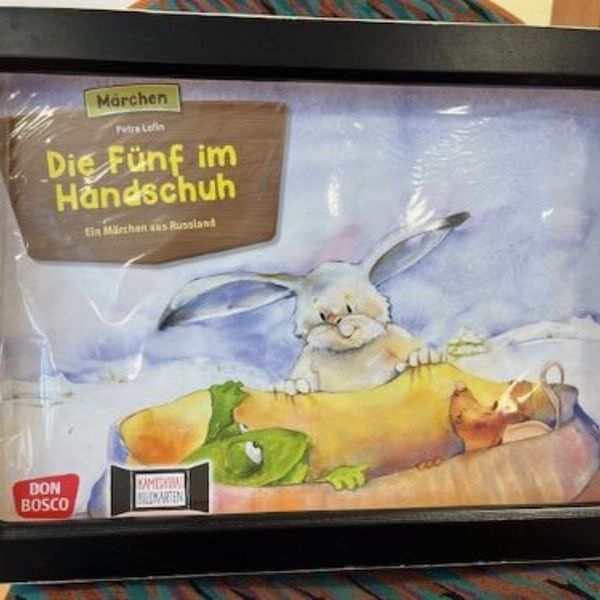 Märchen
Petra Lefin
Die Fünf im
Handschuh
Ein Märchen aus Russland
DON
BOSCO
KAMISHIBAI
BILDKARTEN